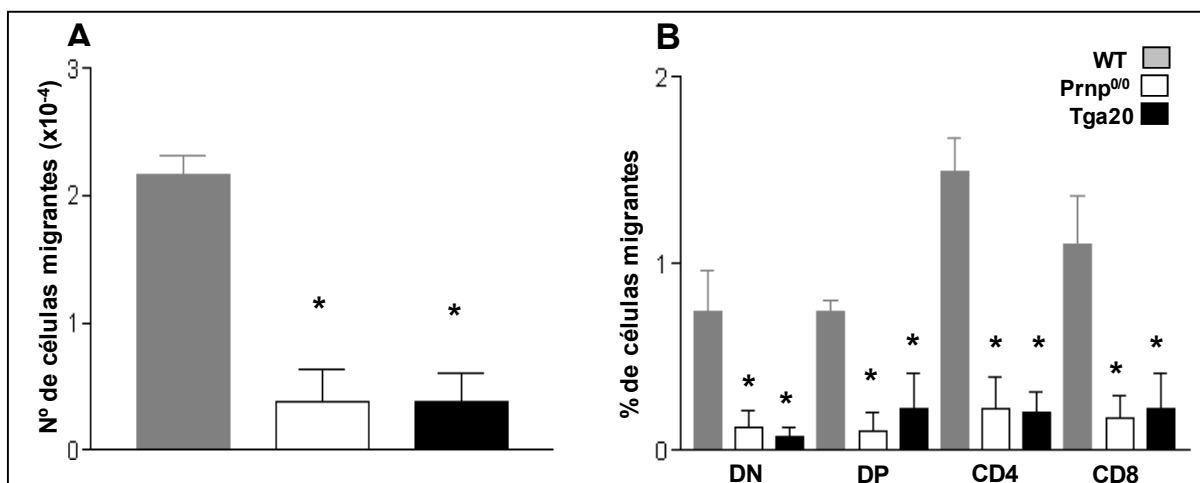 A
Nº de células migrantes (x10⁻⁴)
3
2
1
0
*
*
B
% de células migrantes
2
1
0
WT
Prnp⁰/⁰
Tga20
*
*
*
*
*
*
*
*
DN
DP
CD4
CD8